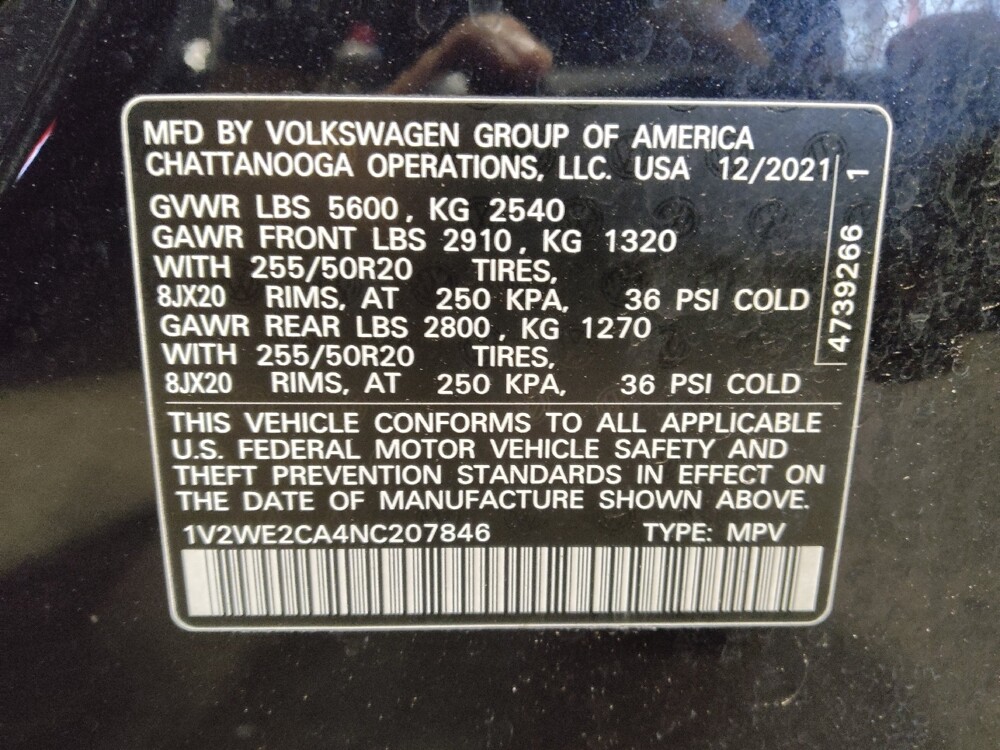 MFD BY VOLKSWAGEN GROUP OF AMERICA
CHATTANOOGA OPERATIONS, LLC. USA 12/2021
GVWR LBS 5600, KG 2540
GAWR FRONT LBS 2910, KG 1320
WITH 255/50R20 TIRES,
8JX20 RIMS, AT 250 KPA, 36 PSI COLD
GAWR REAR LBS 2800, KG 1270
WITH 255/50R20 TIRES,
8JX20 RIMS, AT 250 KPA, 36 PSI COLD
4739266 1
THIS VEHICLE CONFORMS TO ALL APPLICABLE
U.S. FEDERAL MOTOR VEHICLE SAFETY AND
THEFT PREVENTION STANDARDS IN EFFECT ON
THE DATE OF MANUFACTURE SHOWN ABOVE.
1V2WE2CA4NC207846 TYPE: MPV